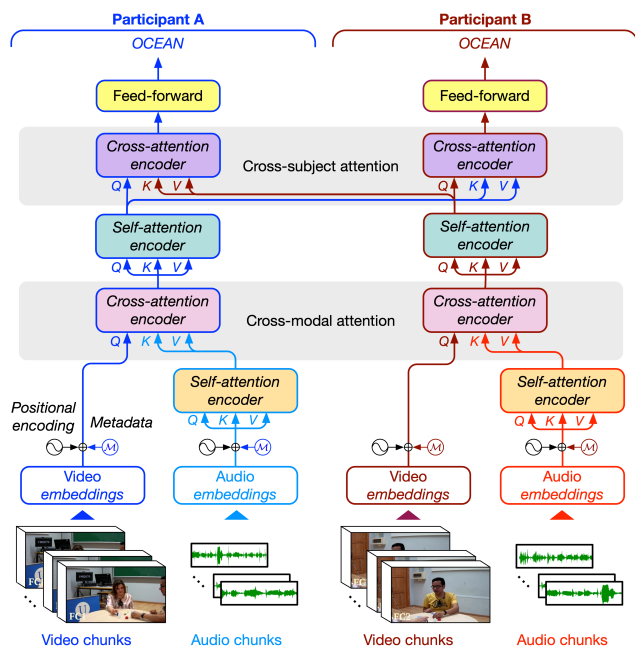 Participant A
Participant B
OCEAN
OCEAN
Feed-forward
Feed-forward
Cross-attention
encoder
Cross-subject attention
Cross-attention
encoder
Q K V
Q K V
Self-attention
encoder
Self-attention
encoder
Q K V
Q K V
Cross-attention
encoder
Cross-modal attention
Cross-attention
encoder
Q K V
Q K V
Self-attention
encoder
Self-attention
encoder
Positional
encoding
Metadata
Q K V
Q K V
M
M
M
M
Video
embeddings
Audio
embeddings
Video
embeddings
Audio
embeddings
FC1
FC2
Video chunks
Audio chunks
Video chunks
Audio chunks